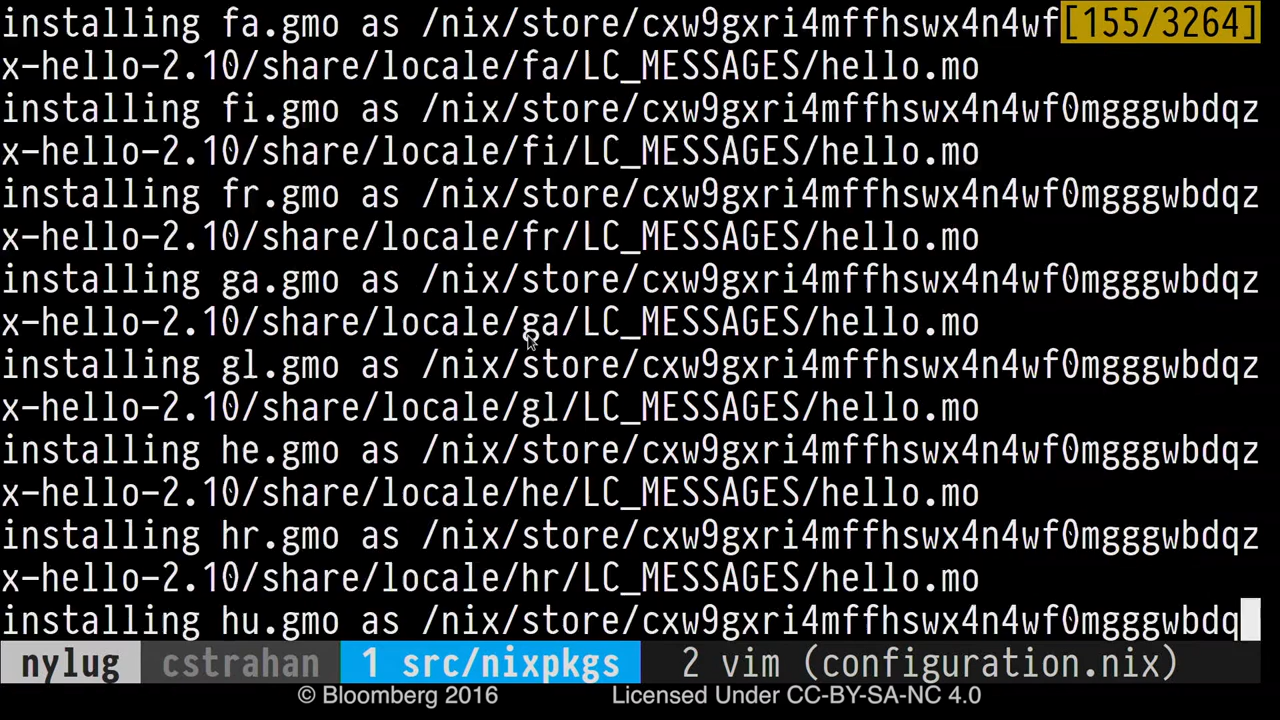 installing fa.gmo as /nix/store/cxw9gxri4mffhswx4n4wf[155/3264]
x-hello-2.10/share/locale/fa/LC_MESSAGES/hello.mo
installing fi.gmo as /nix/store/cxw9gxri4mffhswx4n4wf0mgggwbdqz
x-hello-2.10/share/locale/fi/LC_MESSAGES/hello.mo
installing fr.gmo as /nix/store/cxw9gxri4mffhswx4n4wf0mgggwbdqz
x-hello-2.10/share/locale/fr/LC_MESSAGES/hello.mo
installing ga.gmo as /nix/store/cxw9gxri4mffhswx4n4wf0mgggwbdqz
x-hello-2.10/share/locale/ga/LC_MESSAGES/hello.mo
installing gl.gmo as /nix/store/cxw9gxri4mffhswx4n4wf0mgggwbdqz
x-hello-2.10/share/locale/gl/LC_MESSAGES/hello.mo
installing he.gmo as /nix/store/cxw9gxri4mffhswx4n4wf0mgggwbdqz
x-hello-2.10/share/locale/he/LC_MESSAGES/hello.mo
installing hr.gmo as /nix/store/cxw9gxri4mffhswx4n4wf0mgggwbdqz
x-hello-2.10/share/locale/hr/LC_MESSAGES/hello.mo
installing hu.gmo as /nix/store/cxw9gxri4mffhswx4n4wf0mgggwbdq
nylug cstrahan 1 src/nixpkgs 2 vim (configuration.nix)
© Bloomberg 2016 Licensed Under CC-BY-SA-NC 4.0